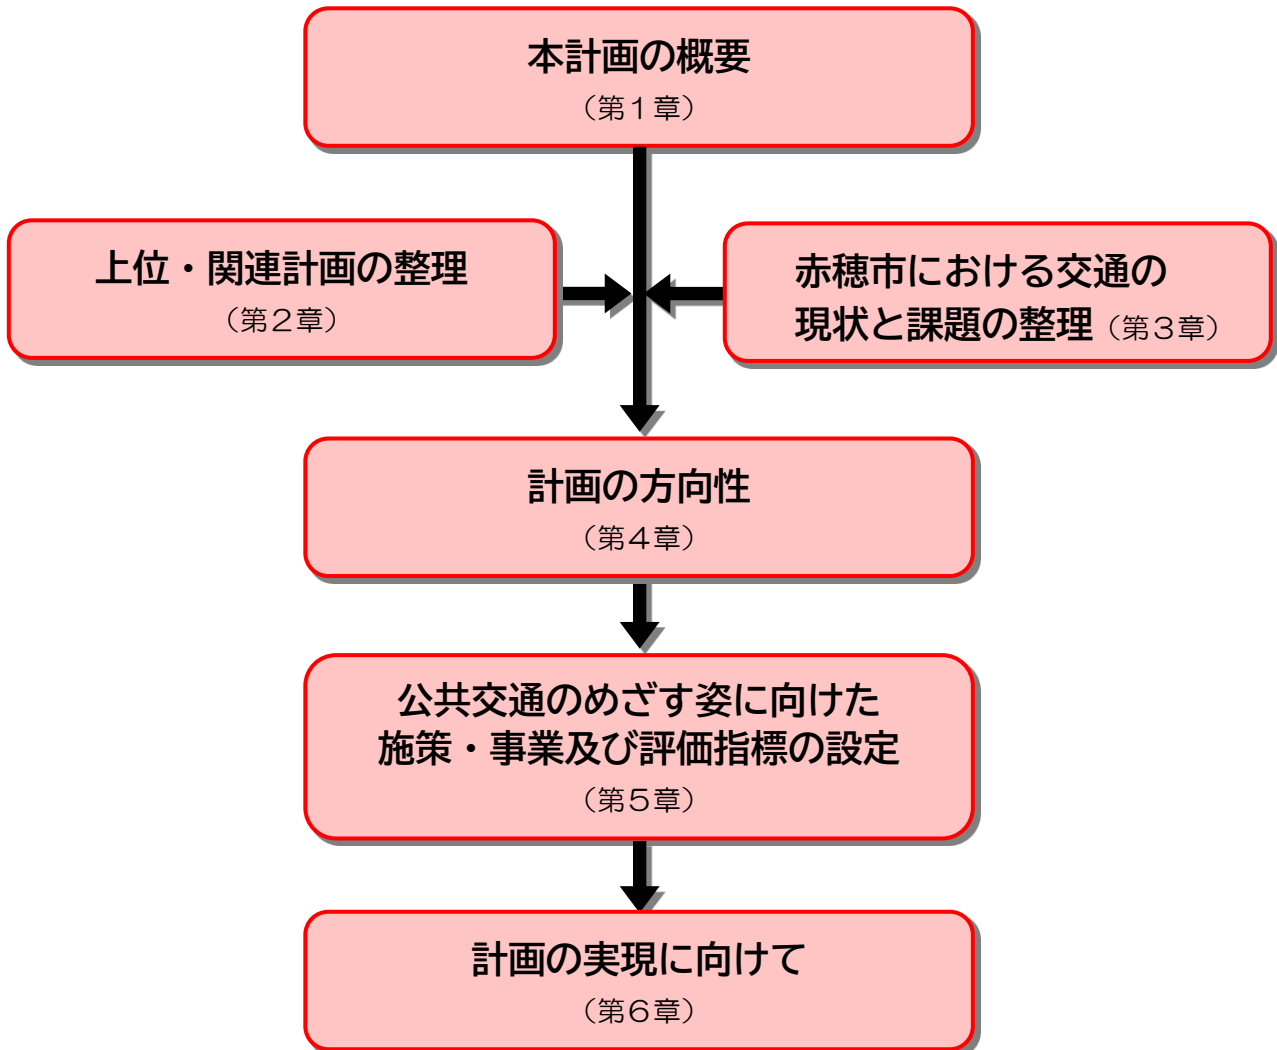 本計画の概要
（第１章）
上位・関連計画の整理
（第２章）
赤穂市における交通の
現状と課題の整理（第３章）
計画の方向性
（第４章）
公共交通のめざす姿に向けた
施策・事業及び評価指標の設定
（第５章）
計画の実現に向けて
（第６章）